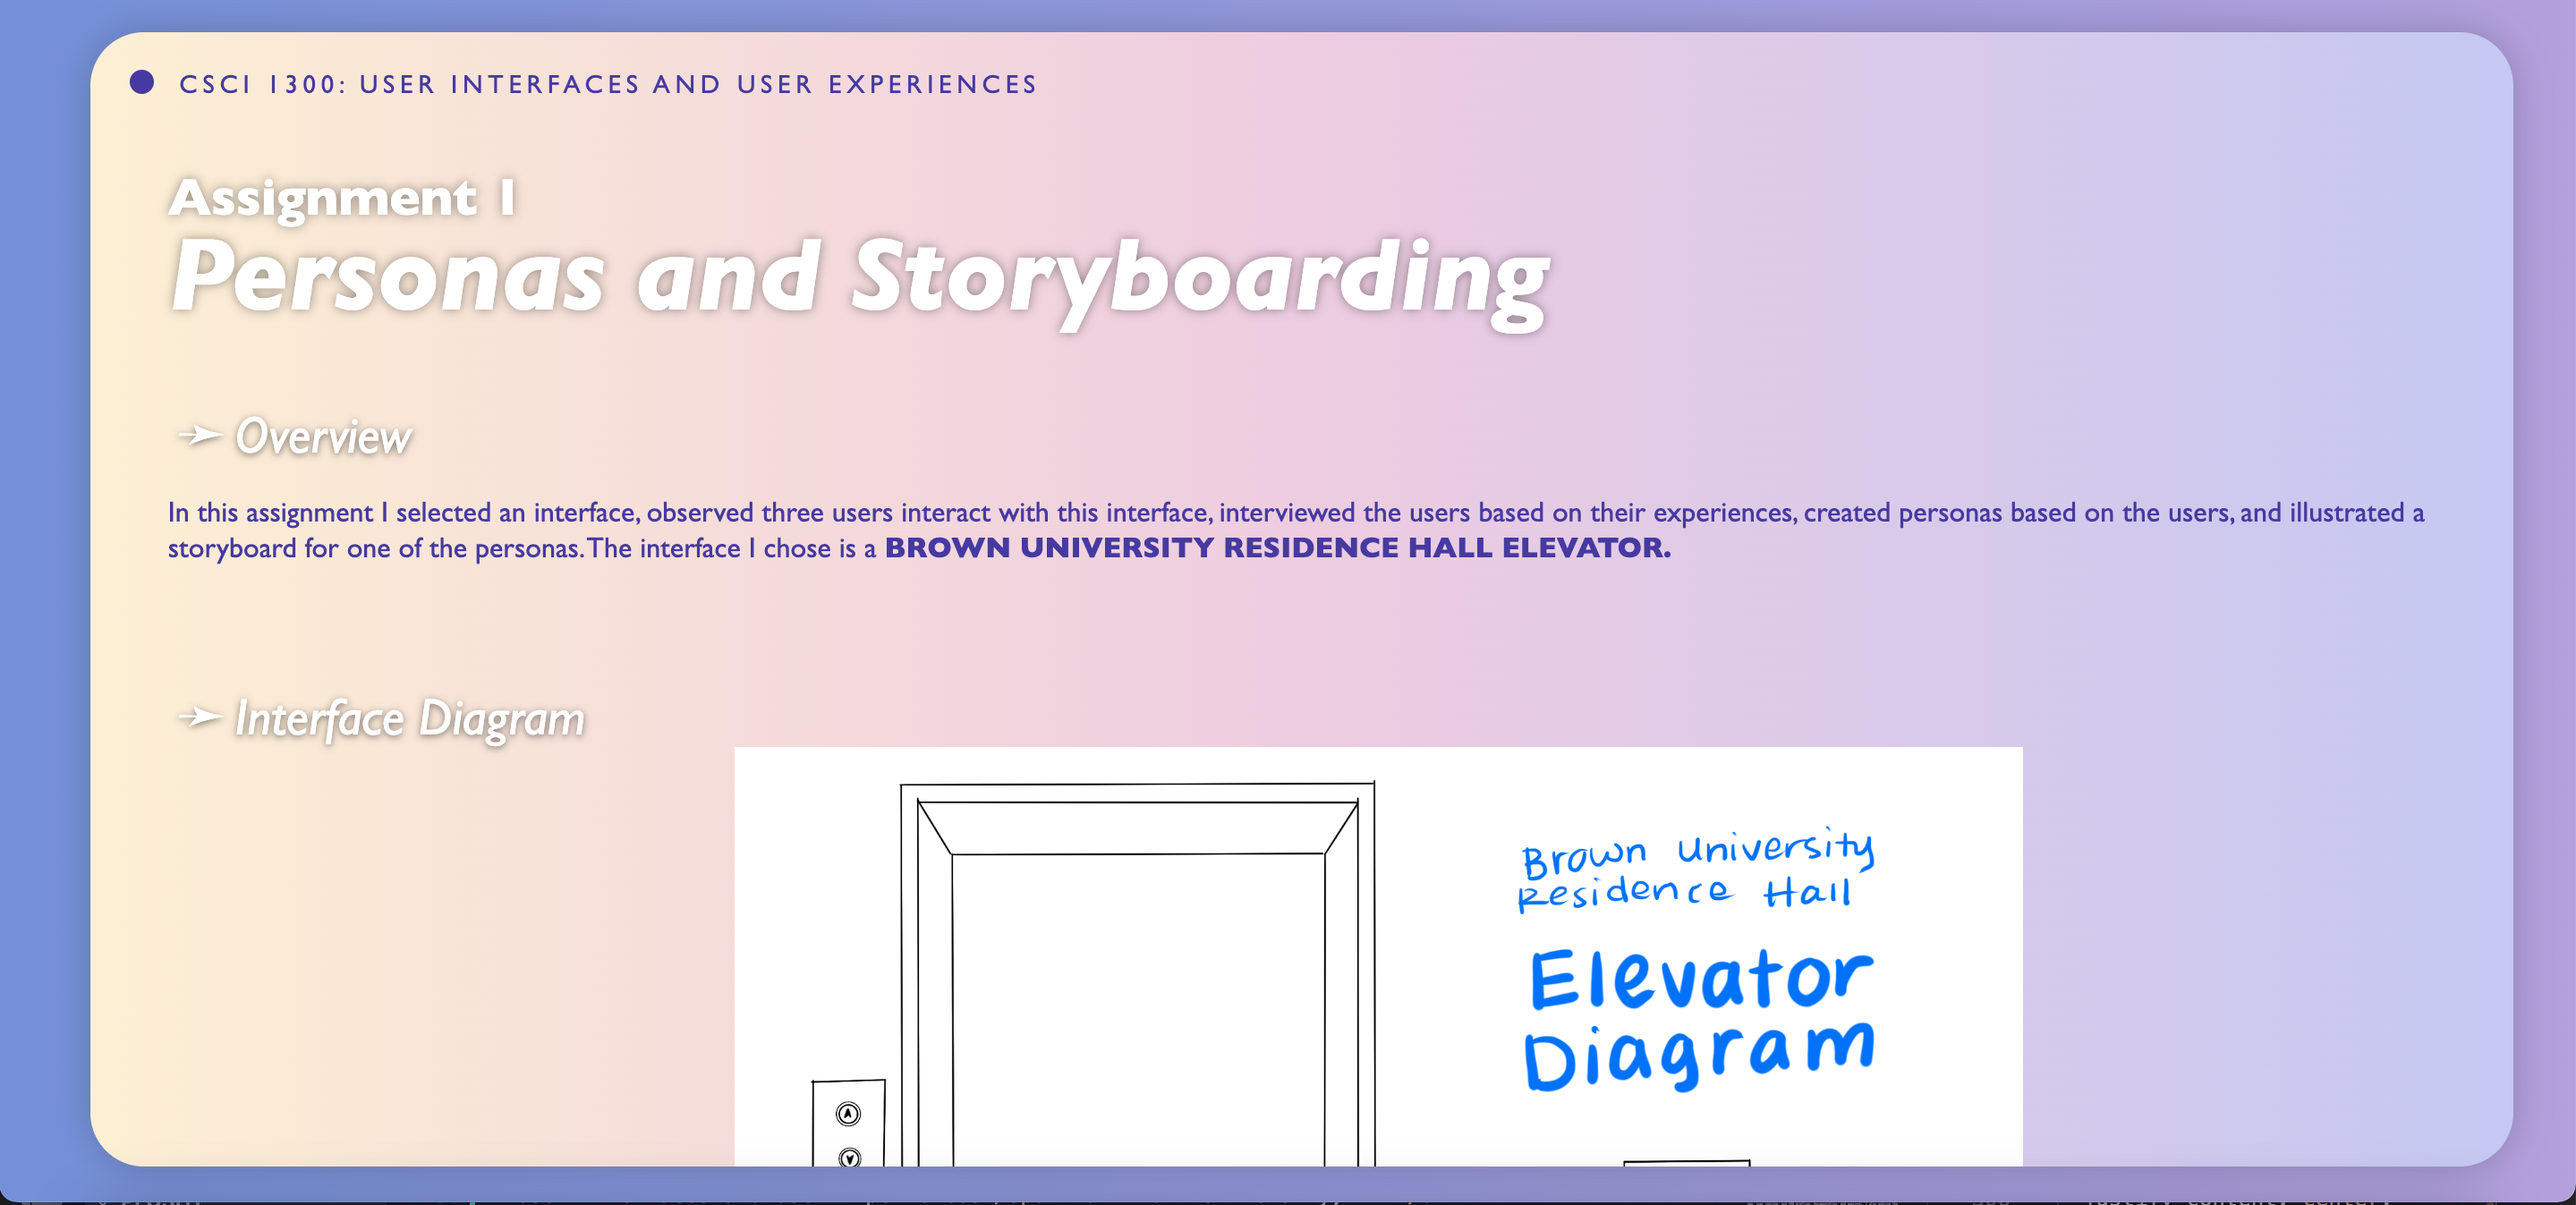 CSCI 1300: USER INTERFACES AND USER EXPERIENCES
Assignment 1
Personas and Storyboarding
Overview
In this assignment I selected an interface, observed three users interact with this interface, interviewed the users based on their experiences, created personas based on the users, and illustrated a
storyboard for one of the personas. The interface I chose is a BROWN UNIVERSITY RESIDENCE HALL ELEVATOR.
Interface Diagram
Brown University
Residence Hall
Elevator
Diagram